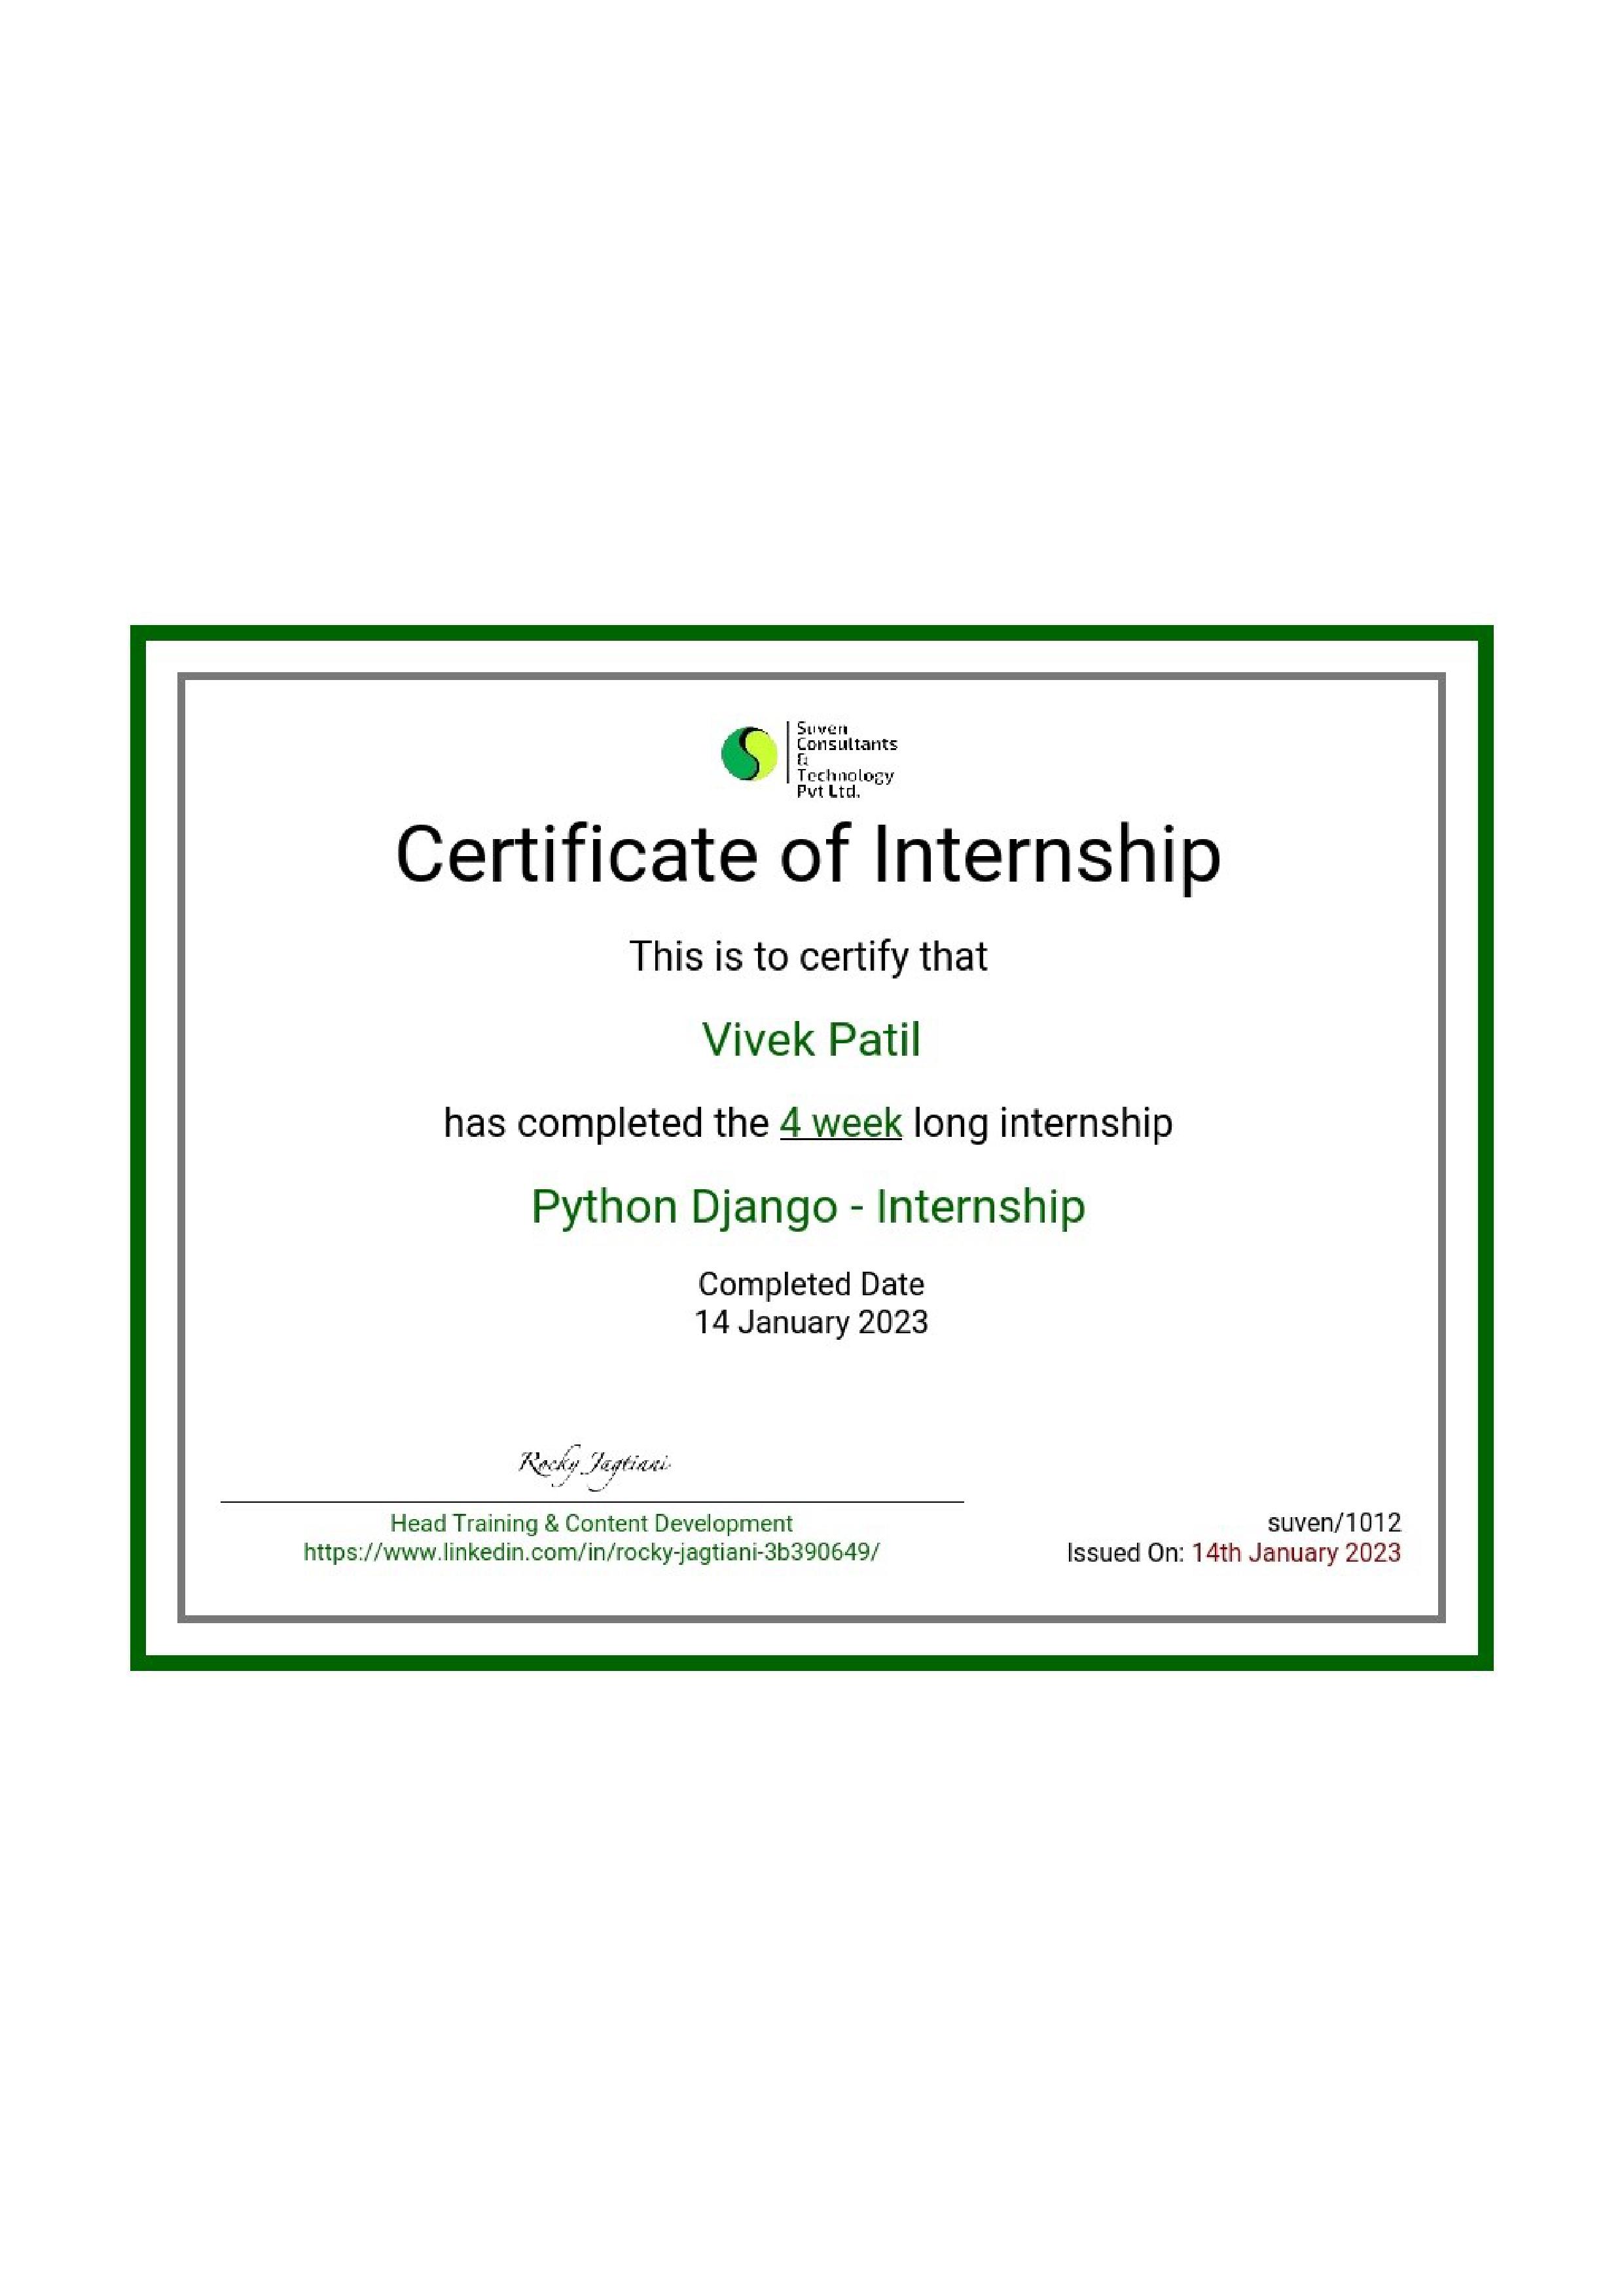 Suven
Consultants
&
Technology
Pvt Ltd.
Certificate of Internship
This is to certify that
Vivek Patil
has completed the 4 week long internship
Python Django - Internship
Completed Date
14 January 2023
Rocky Jagtiani
Head Training & Content Development
https://www.linkedin.com/in/rocky-jagtiani-3b390649/
suven/1012
Issued On: 14th January 2023